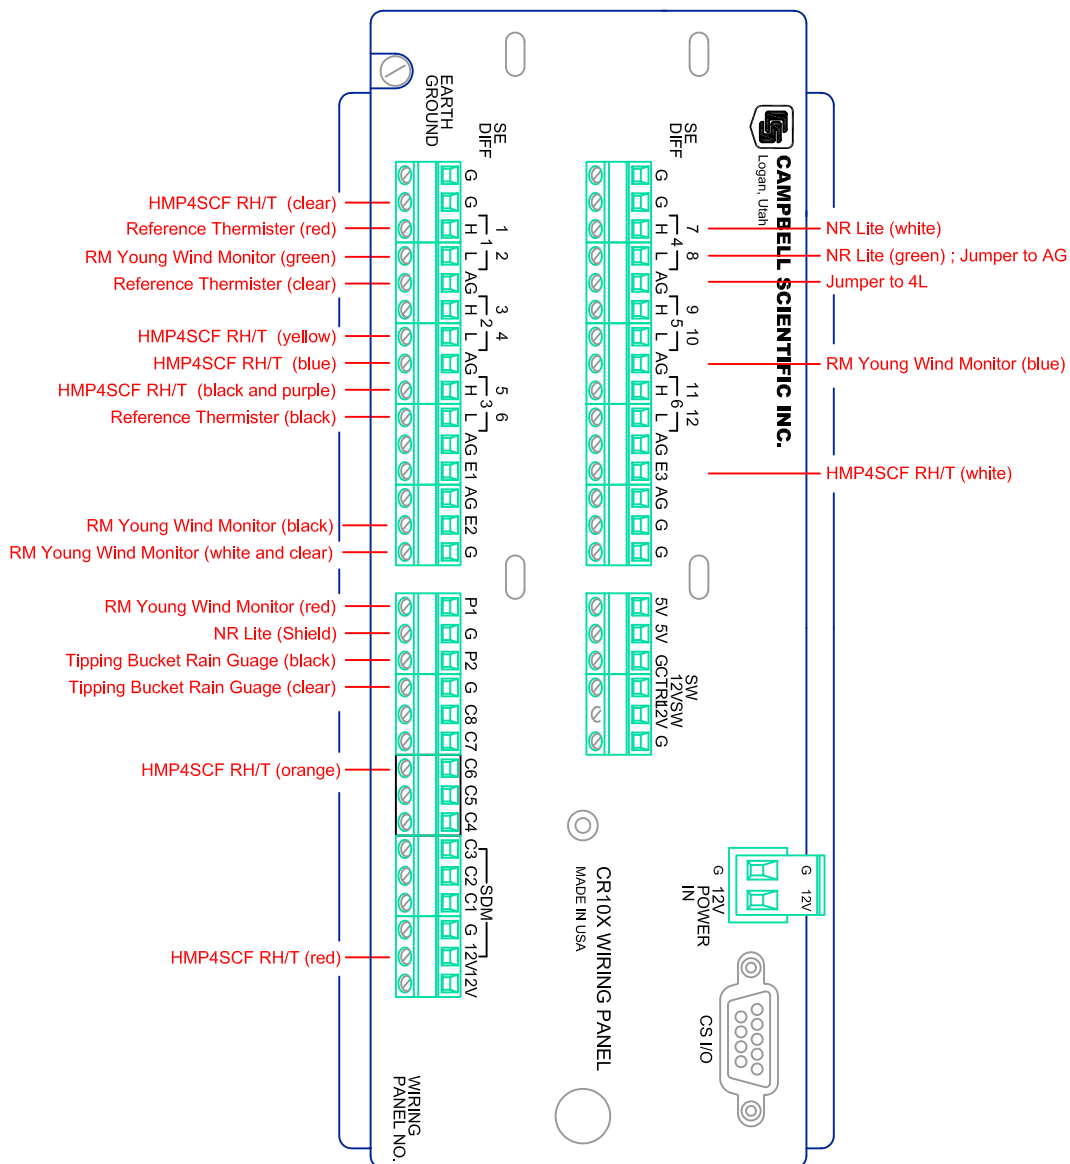 EARTH
GROUND
SE
DIFF
SE
DIFF
CAMPBELL SCIENTIFIC INC.
Logan, Utah
G
G
HMP4SCF RH/T (clear)
G
G
Reference Thermister (red)
H
1
1
H
4
7
NR Lite (white)
RM Young Wind Monitor (green)
L
2
L
8
NR Lite (green) ; Jumper to AG
Reference Thermister (clear)
AG
AG
Jumper to 4L
H
2
3
H
5
9
HMP4SCF RH/T (yellow)
L
4
L
10
HMP4SCF RH/T (blue)
AG
AG
RM Young Wind Monitor (blue)
HMP4SCF RH/T (black and purple)
H
3
5
H
6
11
Reference Thermister (black)
L
6
L
12
AG
AG
E1
E3
HMP4SCF RH/T (white)
AG
AG
RM Young Wind Monitor (black)
E2
G
RM Young Wind Monitor (white and clear)
G
G
RM Young Wind Monitor (red)
P1
5V
NR Lite (Shield)
G
5V
Tipping Bucket Rain Guage (black)
P2
G
Tipping Bucket Rain Guage (clear)
G
SW
12V
CTRL
C8
SW
12V
C7
G
HMP4SCF RH/T (orange)
C6
C5
C4
C3
C2
C1
SDM
G
HMP4SCF RH/T (red)
12V
12V
CR10X WIRING PANEL
MADE IN USA
G
12V
G
12V
POWER
IN
CS I/O
WIRING
PANEL NO.